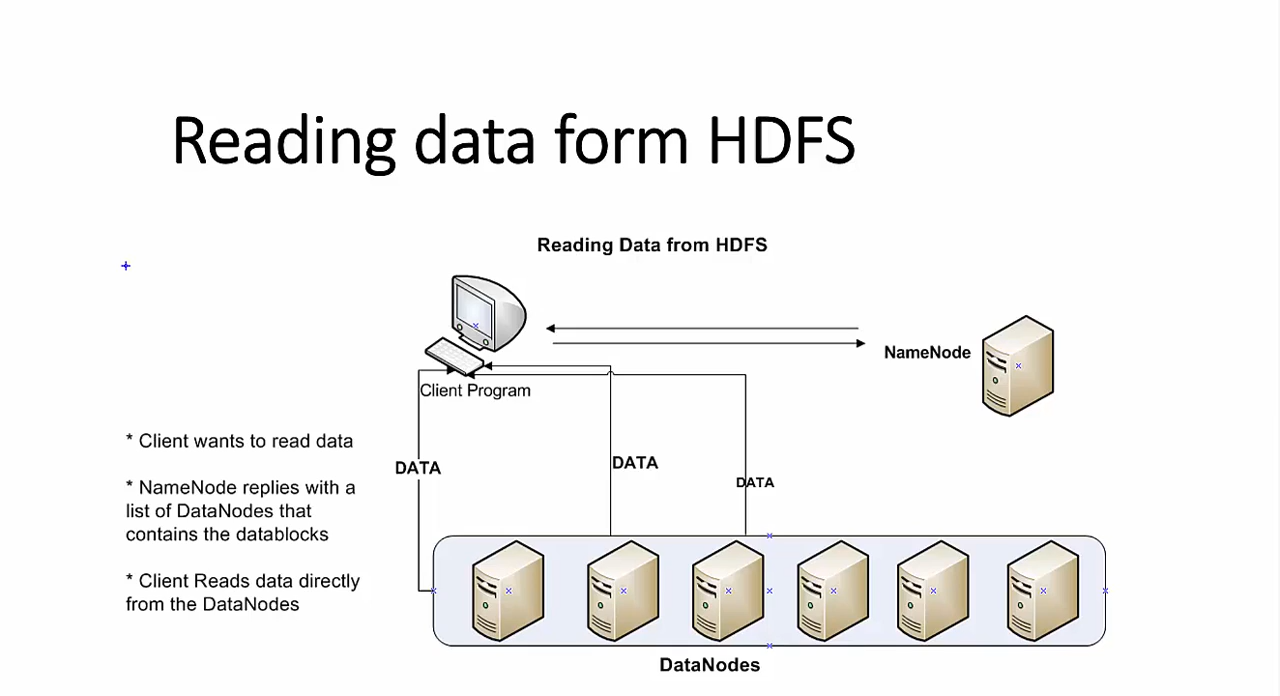 Reading data form HDFS
Reading Data from HDFS
NameNode
Client Program
* Client wants to read data
DATA
DATA
DATA
* NameNode replies with a
list of DataNodes that
contains the datablocks
* Client Reads data directly
from the DataNodes
DataNodes